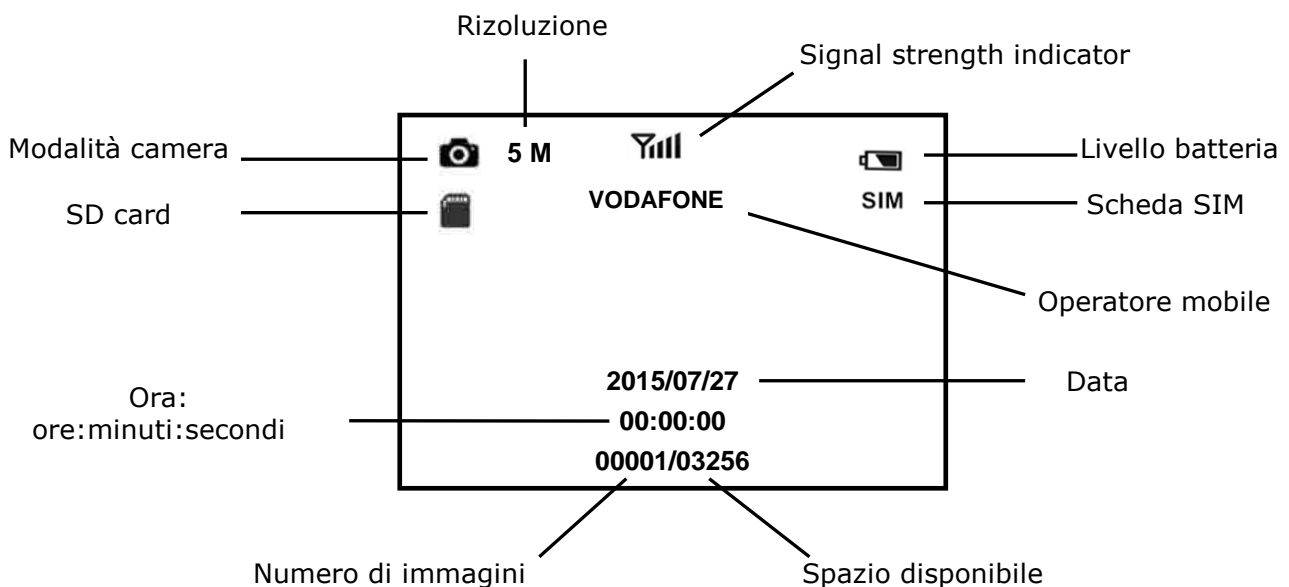 Rizoluzione
Signal strength indicator
Modalità camera
5 M
Livello batteria
SD card
VODAFONE
SIM
Scheda SIM
Operatore mobile
2015/07/27
Data
Ora:
ore:minuti:secondi
00:00:00
00001/03256
Numero di immagini
Spazio disponibile